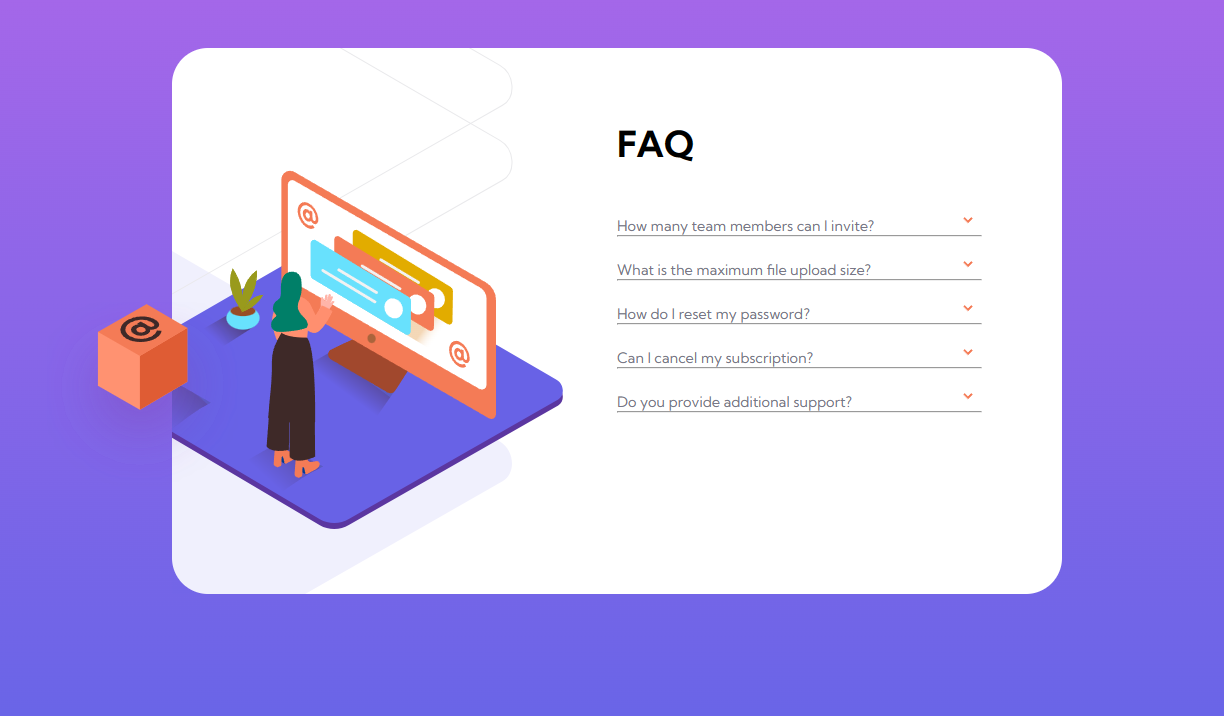 FAQ
How many team members can I invite?
What is the maximum file upload size?
How do I reset my password?
Can I cancel my subscription?
Do you provide additional support?
@
@
@